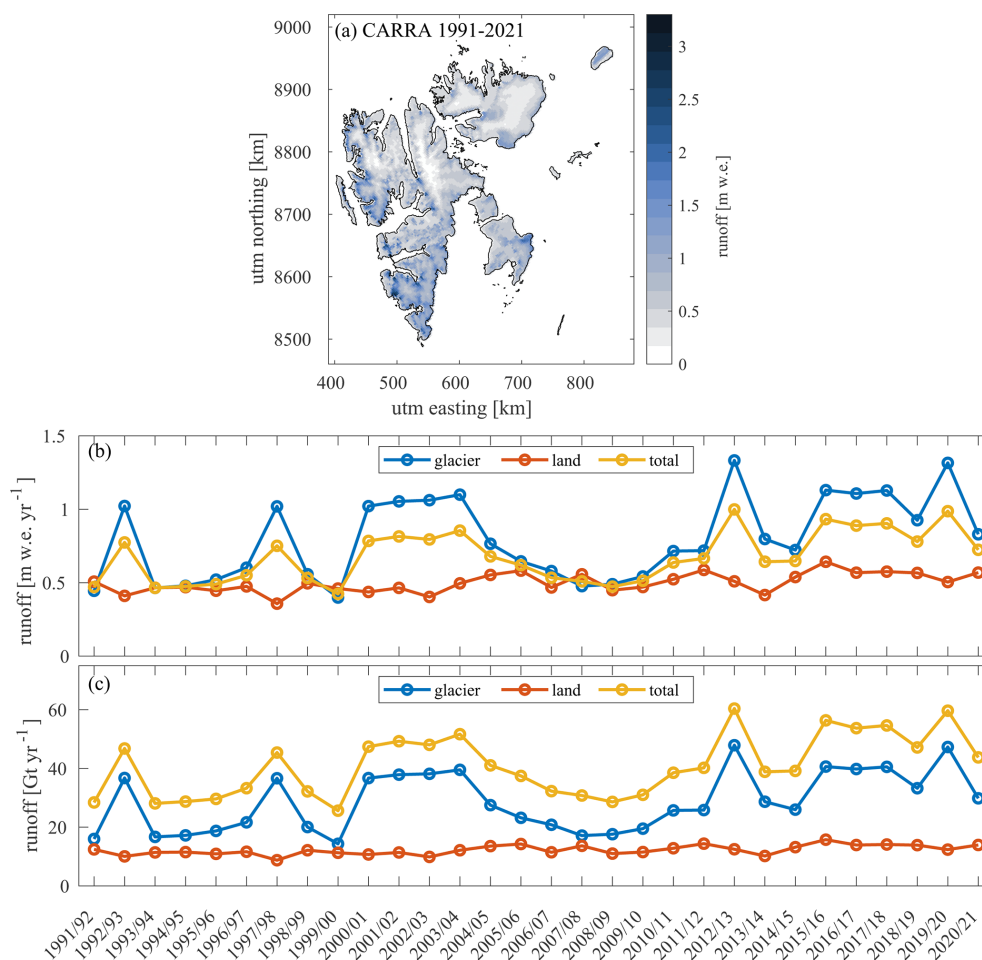 (a) CARRA 1991-2021
9000
8900
8800
8700
8600
8500
utm northing [km]
400 500 600 700 800
utm easting [km]
3
2.5
2
1.5
1
0.5
0
runoff [m w.e.]
(b)
glacier land total
1.5
1
0.5
0
runoff [m w.e. yr -1]
(c)
glacier land total
60
40
20
0
runoff [Gt yr-1]
1991/92 1992/93 1993/94 1994/95 1995/96 1996/97 1997/98 1998/99 1999/00 2000/01 2001/02 2002/03 2003/04 2004/05 2005/06 2006/07 2007/08 2008/09 2009/10 2010/11 2011/12 2012/13 2013/14 2014/15 2015/16 2016/17 2017/18 2018/19 2019/20 2020/21